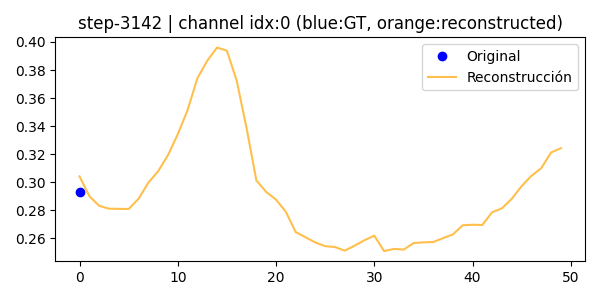 step-3142 | channel idx:0 (blue:GT, orange:reconstructed)
0.40
0.38
0.36
0.34
0.32
0.30
0.28
0.26
Original
Reconstrucción
0 10 20 30 40 50